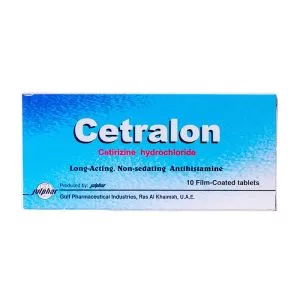 Cetralon
Cetirizine hydrochloride
Long-Acting, Non-sedating Antihistamine
10 Film-Coated tablets
Produced by: Julphar
Julphar
Gulf Pharmaceutical Industries, Ras Al Khaimah, U.A.E.